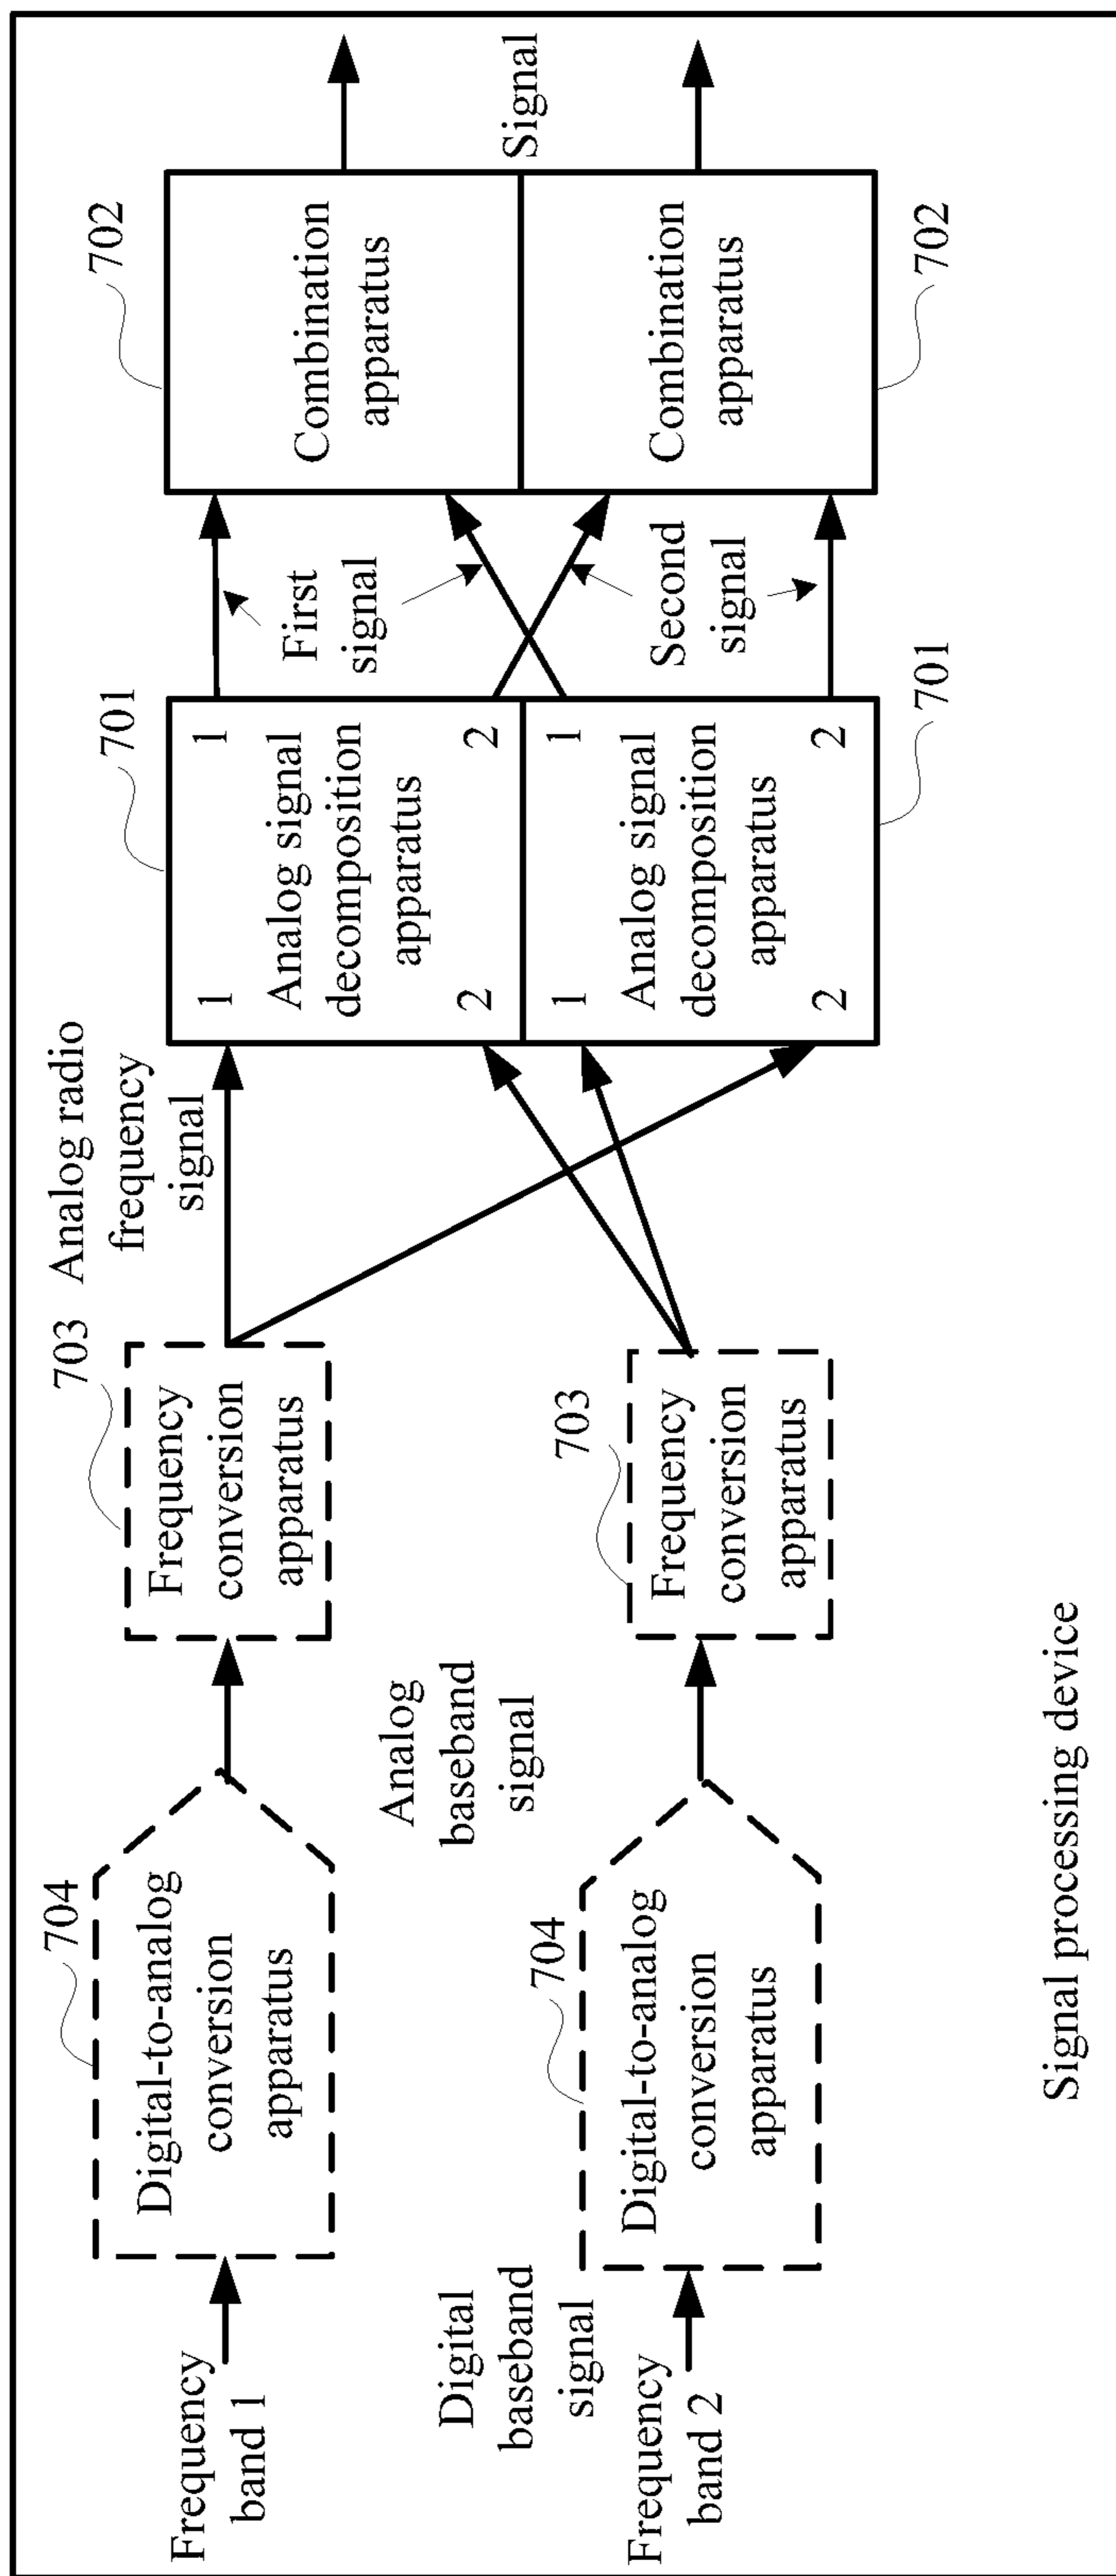 Frequency
band 1
704
Digital-to-analog
conversion
apparatus
703
Frequency
conversion
apparatus
Analog radio
frequency
signal
701
1
1
Analog signal
decomposition
apparatus
2
2
First
signal
702
Combination
apparatus
Signal
Digital
baseband
signal
Frequency
band 2
704
Digital-to-analog
conversion
apparatus
Analog
baseband
signal
703
Frequency
conversion
apparatus
1
1
Analog signal
decomposition
apparatus
2
2
701
Second
signal
Combination
apparatus
702
Signal processing device